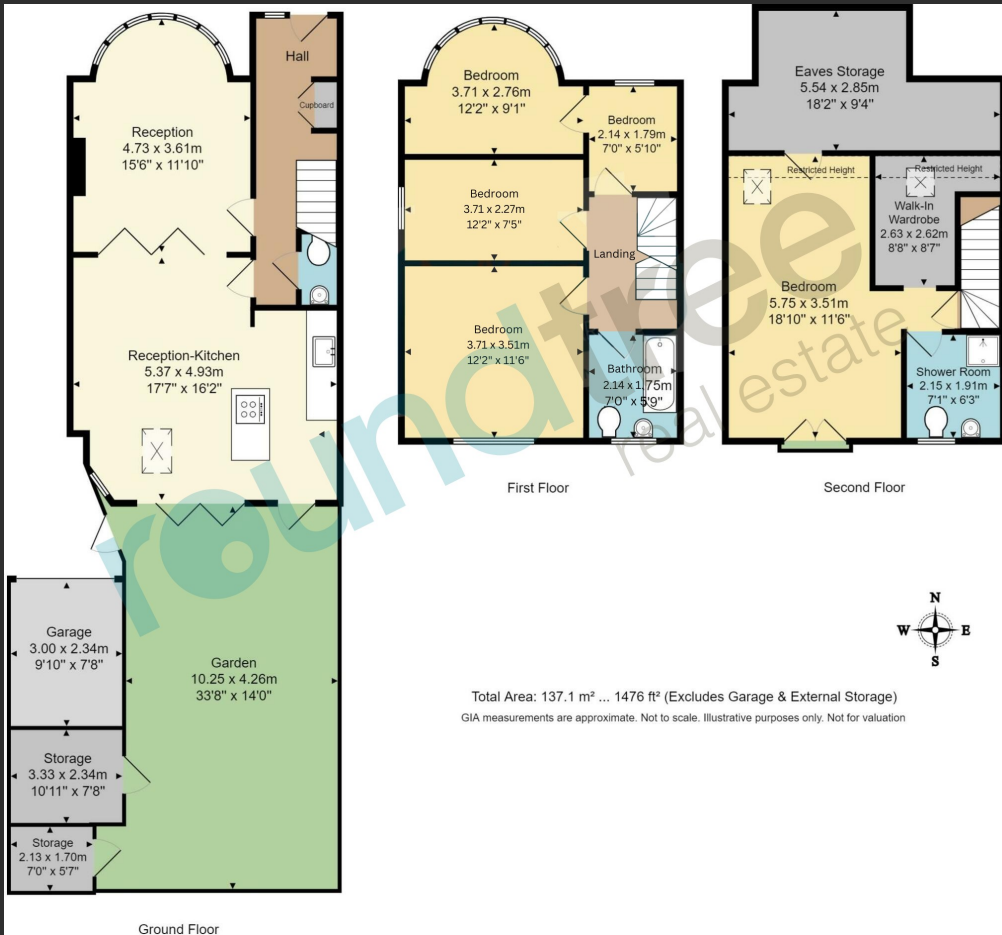 Hall
Cupboard
Reception
4.73 x 3.61m
15'6" x 11'10"
Reception-Kitchen
5.37 x 4.93m
17'7" x 16'2"
Garage
3.00 x 2.34m
9'10" x 7'8"
Garden
10.25 x 4.26m
33'8" x 14'0"
Storage
3.33 x 2.34m
10'11" x 7'8"
Storage
2.13 x 1.70m
7'0" x 5'7"
Ground Floor
Bedroom
3.71 x 2.76m
12'2" x 9'1"
Bedroom
2.14 x 1.79m
7'0" x 5'10"
Bedroom
3.71 x 2.27m
12'2" x 7'5"
Landing
Bedroom
3.71 x 3.51m
12'2" x 11'6"
Bathroom
2.14 x 1.75m
7'0" x 5'9"
First Floor
Eaves Storage
5.54 x 2.85m
18'2" x 9'4"
Restricted Height
Restricted Height
Walk-In
Wardrobe
2.63 x 2.62m
8'8" x 8'7"
Bedroom
5.75 x 3.51m
18'10" x 11'6"
Shower Room
2.15 x 1.91m
7'1" x 6'3"
Second Floor
roundtree
real estate
N
W E
S
Total Area: 137.1 m² ... 1476 ft² (Excludes Garage & External Storage)
GIA measurements are approximate. Not to scale. Illustrative purposes only. Not for valuation